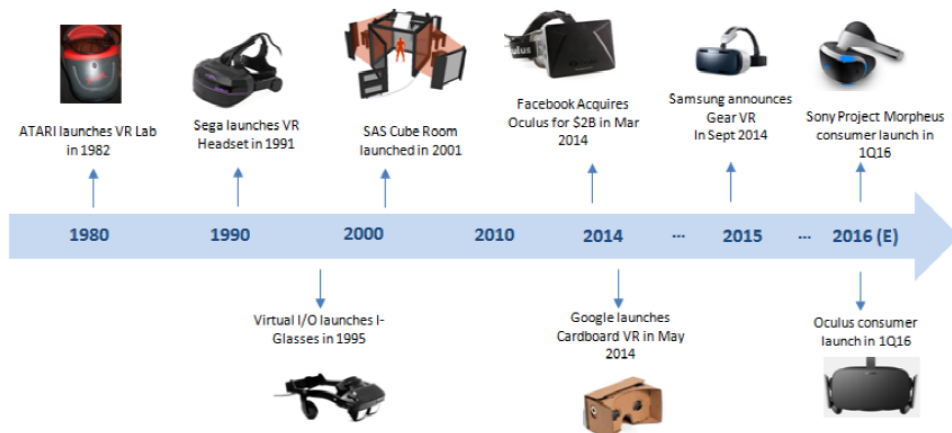 ATARI launches VR Lab
in 1982
Sega launches VR
Headset in 1991
SAS Cube Room
launched in 2001
oculus
Facebook Acquires
Oculus for $2B in Mar
2014
Samsung announces
Gear VR
In Sept 2014
Sony Project Morpheus
consumer launch in
1Q16
1980
1990
2000
2010
2014
...
2015
...
2016 (E)
Virtual I/O launches I-
Glasses in 1995
Google launches
Cardboard VR in May
2014
Oculus consumer
launch in 1Q16